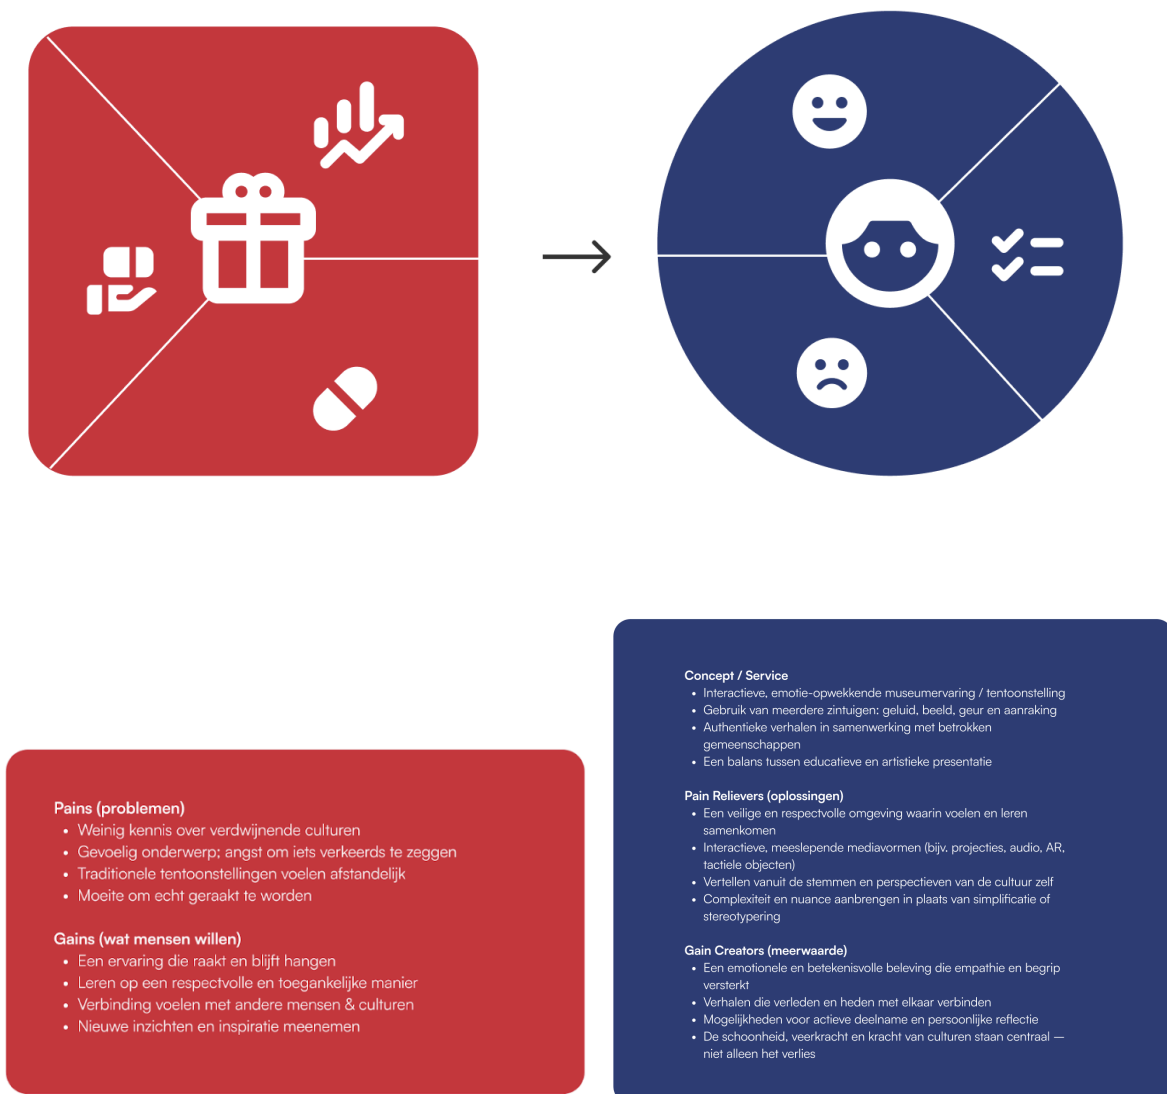 Pains (problemen)
• Weinig kennis over verdwijnende culturen
• Gevoelig onderwerp; angst om iets verkeerds te zeggen
• Traditionele tentoonstellingen voelen afstandelijk
• Moeite om echt geraakt te worden
Gains (wat mensen willen)
• Een ervaring die raakt en blijft hangen
• Leren op een respectvolle en toegankelijke manier
• Verbinding voelen met andere mensen & culturen
• Nieuwe inzichten en inspiratie meenemen
Concept / Service
• Interactieve, emotie-opwekkende museumervaring / tentoonstelling
• Gebruik van meerdere zintuigen: geluid, beeld, geur en aanraking
• Authentieke verhalen in samenwerking met betrokken
gemeenschappen
• Een balans tussen educatieve en artistieke presentatie
Pain Relievers (oplossingen)
• Een veilige en respectvolle omgeving waarin voelen en leren
samenkomen
• Interactieve, meeslepende mediavormen (bijv. projecties, audio, AR,
tactiele objecten)
• Vertellen vanuit de stemmen en perspectieven van de cultuur zelf
• Complexiteit en nuance aanbrengen in plaats van simplificatie of
stereotypering
Gain Creators (meerwaarde)
• Een emotionele en betekenisvolle beleving die empathie en begrip
versterkt
• Verhalen die verleden en heden met elkaar verbinden
• Mogelijkheden voor actieve deelname en persoonlijke reflectie
• De schoonheid, veerkracht en kracht van culturen staan centraal —
niet alleen het verlies